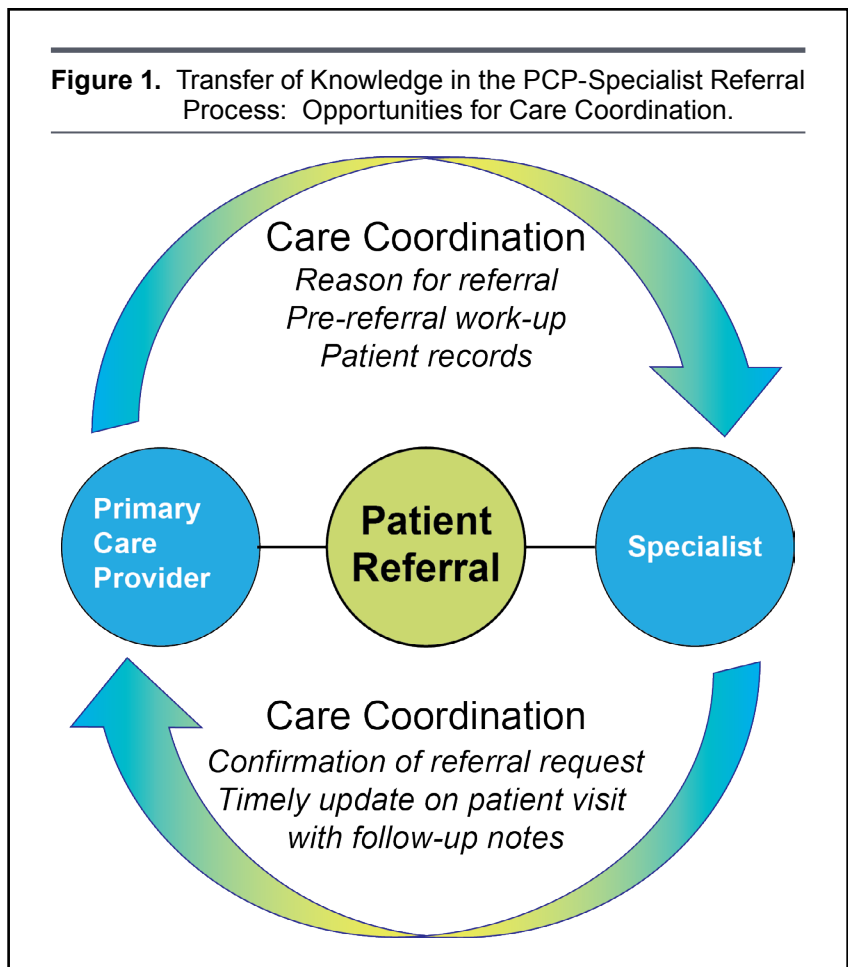 Figure 1. Transfer of Knowledge in the PCP-Specialist Referral
Process: Opportunities for Care Coordination.
Care Coordination
Reason for referral
Pre-referral work-up
Patient records
Primary
Care
Provider
Patient
Referral
Specialist
Care Coordination
Confirmation of referral request
Timely update on patient visit
with follow-up notes